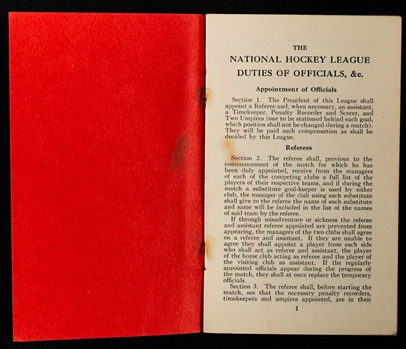 THE
NATIONAL HOCKEY LEAGUE
DUTIES OF OFFICIALS, &c.
Appointment of Officials
Section 1. The President of this League shall
appoint a Referee and, when necessary, an assistant,
a Timekeeper, Penalty Recorder and Scorer, and
Two Umpires (one to be stationed behind each goal,
which position shall not be changed during a match).
They will be paid such compensation as shall be
decided by this League.
Referees
Section 2. The referee shall, previous to the
commencement of the match for which he has
been duly appointed, receive from the managers
of each of the competing clubs a full list of the
players of their respective teams, and if during the
match a substitute goal-keeper is used by either
club, the manager of the club using such substitute
shall give to the referee the name of such substitute
and same will be included in the list of the names
of said team by the referee.
If through misadventure or sickness the referee
and assistant referee appointed are prevented from
appearing, the managers of the two clubs shall agree
on a referee and assistant. If they are unable to
agree they shall appoint a player from each side
who shall act as referee and assistant, the player
of the home club acting as referee and the player of
the visiting club as assistant. If the regularly
appointed officials appear during the progress of
the match, they shall at once replace the temporary
officials.
Section 3. The referee shall, before starting the
match, see that the necessary penalty recorders,
timekeepers and umpires appointed, are in their
1